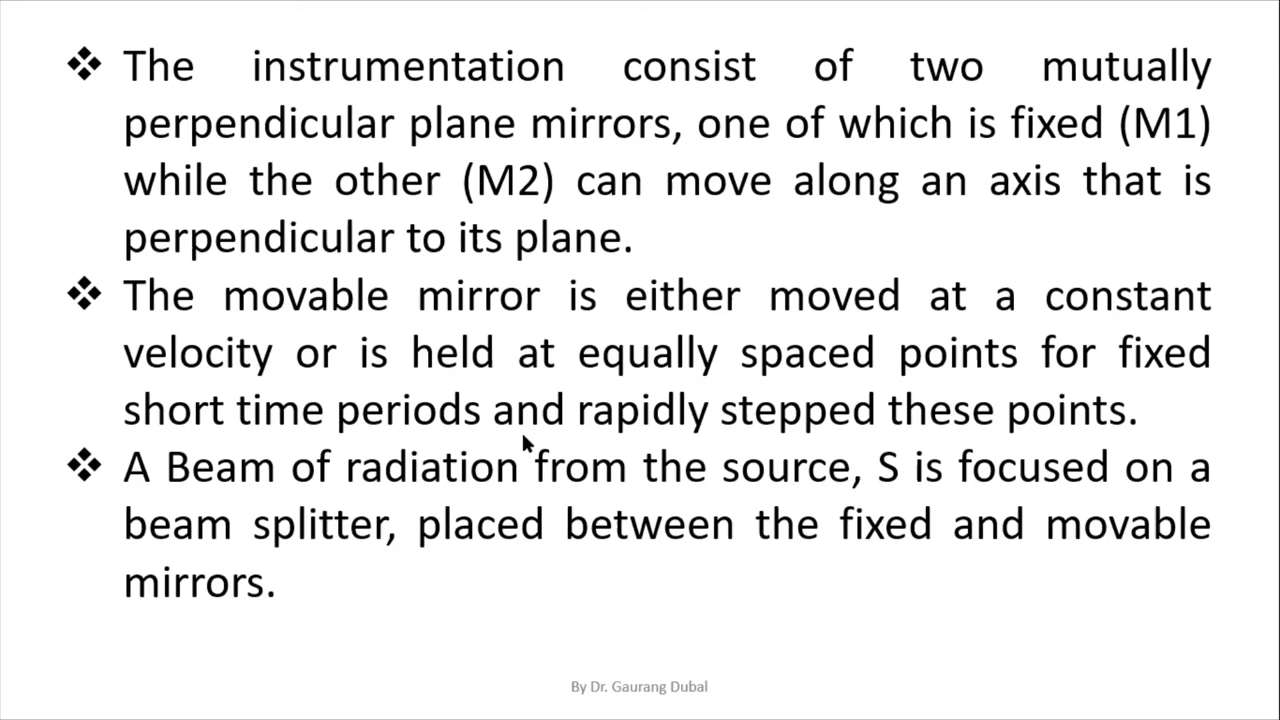 ❖ The instrumentation consist of two mutually
perpendicular plane mirrors, one of which is fixed (M1)
while the other (M2) can move along an axis that is
perpendicular to its plane.
❖ The movable mirror is either moved at a constant
velocity or is held at equally spaced points for fixed
short time periods and rapidly stepped these points.
❖ A Beam of radiation from the source, S is focused on a
beam splitter, placed between the fixed and movable
mirrors.
By Dr. Gaurang Dubal